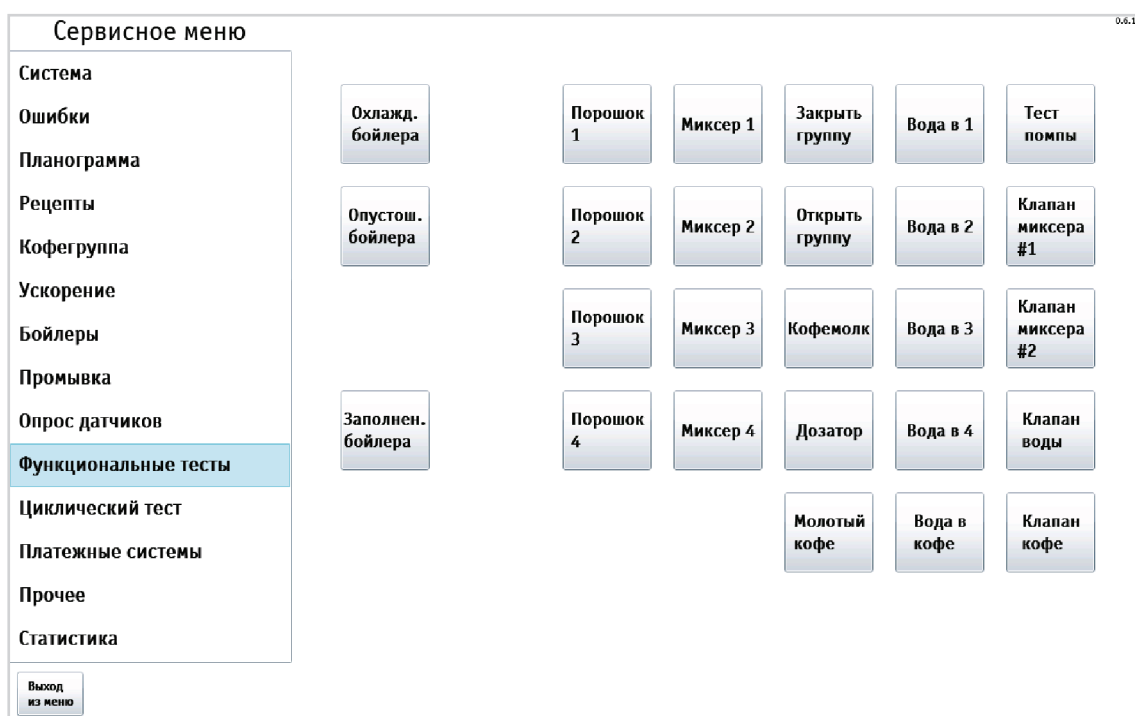 Сервисное меню
0.6.1
Система
Ошибки
Планограмма
Рецепты
Кофегруппа
Ускорение
Бойлеры
Промывка
Опрос датчиков
Функциональные тесты
Циклический тест
Платежные системы
Прочее
Статистика
Выход
из меню
Охлажд.
бойлера
Порошок
1
Миксер 1
Закрыть
группу
Вода в 1
Тест
помпы
Опустош.
бойлера
Порошок
2
Миксер 2
Открыть
группу
Вода в 2
Клапан
миксера
#1
Порошок
3
Миксер 3
Кофемолк
Вода в 3
Клапан
миксера
#2
Заполнен.
бойлера
Порошок
4
Миксер 4
Дозатор
Вода в 4
Клапан
воды
Молотый
кофе
Вода в
кофе
Клапан
кофе